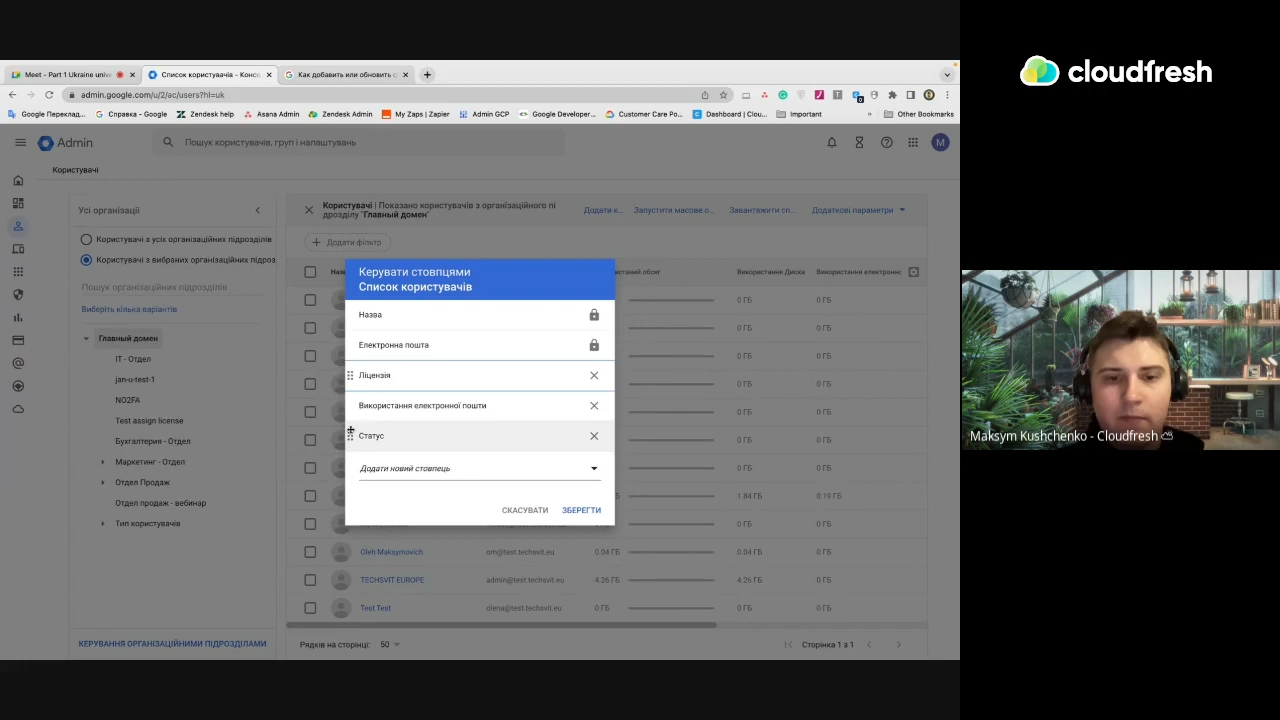 Meet - Part 1 Ukraine univ
Список користувачів - Консо
Как добавить или обновить с
admin.google.com/u/2/ac/users?hl=uk
Google Переклад...
Справка - Google
Zendesk help
Asana Admin
Zendesk Admin
My Zaps | Zapier
Admin GCP
Google Developer...
Customer Care Po...
Dashboard | Clou...
Important
»
Other Bookmarks
cloudfresh
Admin
Пошук користувачів, груп і налаштувань
M
Користувачі
Усі організації
Користувачі з усіх організаційних підрозділів
Користувачі з вибраних організаційних підроз
Пошук організаційних підрозділів
Виберіть кілька варіантів
Главный домен
IT - Отдел
jan-u-test-1
NO2FA
Test assign license
Бухгалтерия - Отдел
Маркетинг - Отдел
Отдел Продаж
Отдел продаж - вебинар
Тип користувачів
КЕРУВАННЯ ОРГАНІЗАЦІЙНИМИ ПІДРОЗДІЛАМИ
Користувачі | Показано користувачів з організаційного пі
дрозділу "Главный домен"
Додати к...
Запустити масове о...
Завантажити сп...
Додаткові параметри
Додати фільтр
Використання Диска
Використання електронної
0 ГБ 0 ГБ
0 ГБ 0 ГБ
0 ГБ 0 ГБ
0 ГБ 0 ГБ
0 ГБ 0 ГБ
0 ГБ 0 ГБ
0 ГБ 0 ГБ
1.84 ГБ 0.19 ГБ
0 ГБ 0 ГБ
Oleh Maksymovich om@test.techsvit.eu 0.04 ГБ 0.04 ГБ 0 ГБ
TECHSVIT EUROPE admin@test.techsvit.eu 4.26 ГБ 4.26 ГБ 0 ГБ
Test Test olena@test.techsvit.eu 0 ГБ 0 ГБ 0 ГБ
Рядків на сторінці: 50
Сторінка 1 з 1
Керувати стовпцями
Список користувачів
Назва
Електронна пошта
Ліцензія
Використання електронної пошти
Статус
Додати новий стовпець
СКАСУВАТИ
ЗБЕРЕГТИ
Maksym Kushchenko - Cloudfresh